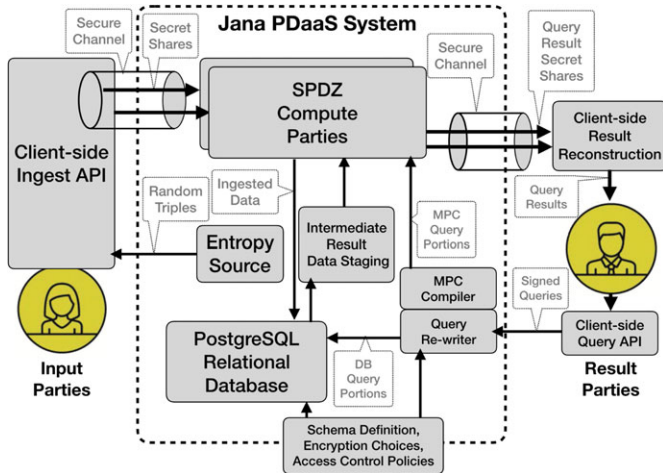 Jana PDaaS System
Secure
Channel
Secret
Shares
Secure
Channel
Query
Result
Secret
Shares
SPDZ
Compute
Parties
Client-side
Ingest API
Client-side
Result
Reconstruction
Random
Triples
Ingested
Data
Query
Results
Intermediate
Result
Data Staging
MPC
Query
Portions
Entropy
Source
MPC
Compiler
Signed
Queries
PostgreSQL
Relational
Database
Query
Re-writer
Client-side
Query API
Input
Parties
DB
Query
Portions
Result
Parties
Schema Definition,
Encryption Choices,
Access Control Policies